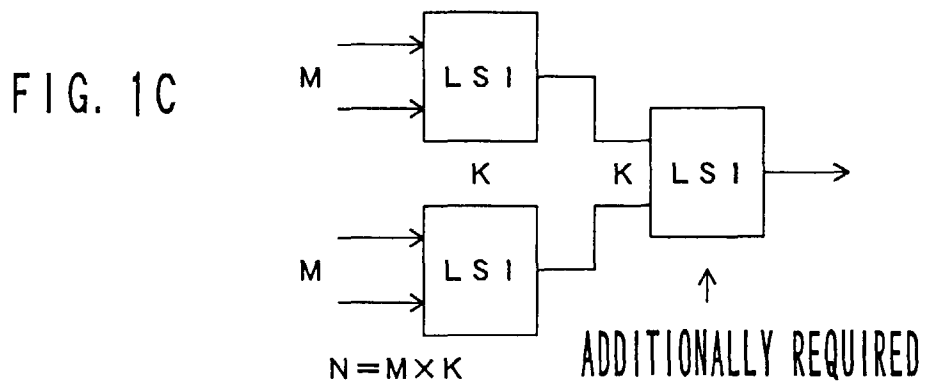 FIG. 1C
M
LSI
K
K
LSI
M
LSI
N=M×K
ADDITIONALLY REQUIRED